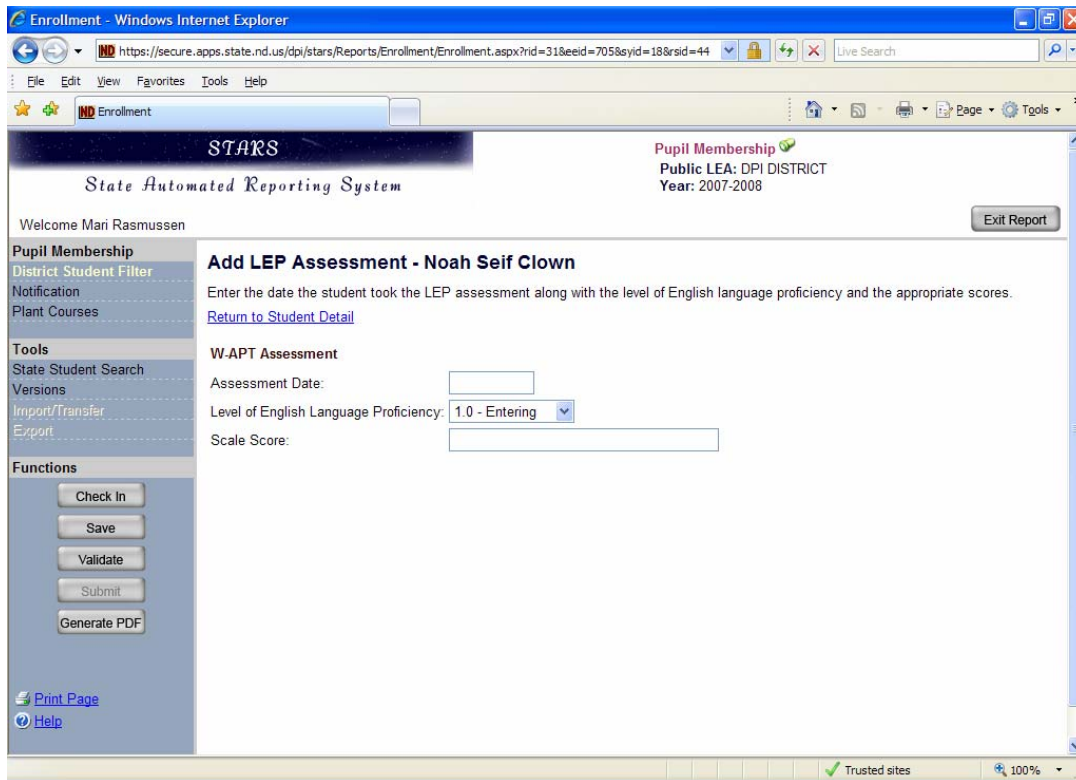 Enrollment - Windows Internet Explorer
https://secure.apps.state.nd.us/dpi/stars/Reports/Enrollment/Enrollment.aspx?rid=31&eeid=705&syid=18&rsid=44
Live Search
File Edit View Favorites Tools Help
ND Enrollment
Page Tools
STARS
State Automated Reporting System
Pupil Membership
Public LEA: DPI DISTRICT
Year: 2007-2008
Welcome Mari Rasmussen
Exit Report
Pupil Membership
District Student Filter
Notification
Plant Courses
Tools
State Student Search
Versions
Import/Transfer
Export
Functions
Check In
Save
Validate
Submit
Generate PDF
Print Page
Help
Add LEP Assessment - Noah Seif Clown
Enter the date the student took the LEP assessment along with the level of English language proficiency and the appropriate scores.
Return to Student Detail
W-APT Assessment
Assessment Date:
Level of English Language Proficiency: 1.0 - Entering
Scale Score:
Trusted sites
100%